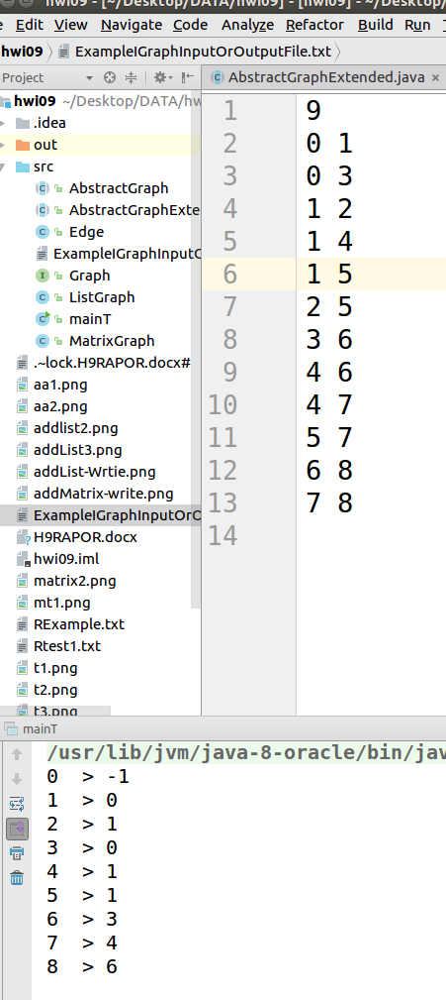 hwi09 - [~/Desktop/DATA/hwi09] - [hwi09] - [~/Desktop/
e Edit View Navigate Code Analyze Refactor Build Run T
hwi09 ExampleIGraphInputOrOutputFile.txt
Project
AbstractGraphExtended.java ×
hwi09 ~/Desktop/DATA/hw
.idea
out
src
AbstractGraph
AbstractGraphExte
Edge
ExampleIGraphInputO
Graph
ListGraph
mainT
MatrixGraph
.~lock.H9RAPOR.docx#
aa1.png
aa2.png
addlist2.png
addList3.png
addList-Wrtie.png
addMatrix-write.png
ExampleIGraphInputOrO
H9RAPOR.docx
hwi09.iml
matrix2.png
mt1.png
RExample.txt
Rtest1.txt
t1.png
t2.png
t3.png
1 9
2 0 1
3 0 3
4 1 2
5 1 4
6 1 5
7 2 5
8 3 6
9 4 6
10 4 7
11 5 7
12 6 8
13 7 8
14
mainT
/usr/lib/jvm/java-8-oracle/bin/jav
0 > -1
1 > 0
2 > 1
3 > 0
4 > 1
5 > 1
6 > 3
7 > 4
8 > 6